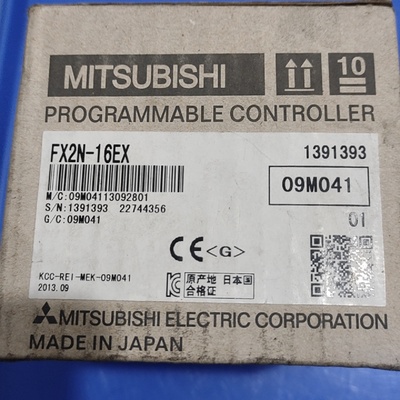 MITSUBISHI
10
PROGRAMMABLE CONTROLLER
FX2N-16EX 1391393
M/C:09M04113092801
S/N:1391393 22744356
G/C:09M041
09M041
01
CE<G>
KCC-REI-MEK-09M041
2013.09
原产地 日本国
合格证
MITSUBISHI ELECTRIC CORPORATION
MADE IN JAPAN